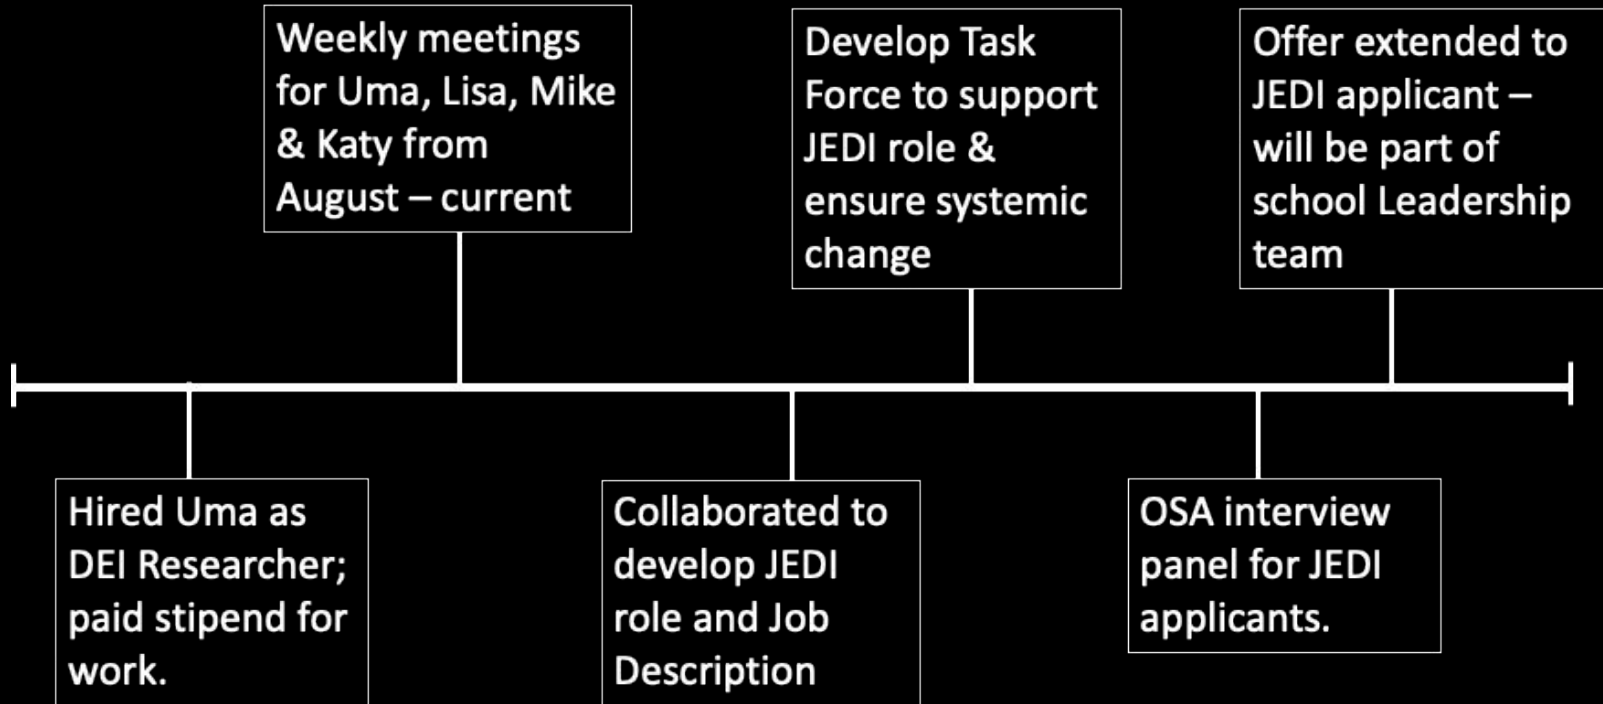 Weekly meetings
for Uma, Lisa, Mike
& Katy from
August – current
Develop Task
Force to support
JEDI role &
ensure systemic
change
Offer extended to
JEDI applicant –
will be part of
school Leadership
team
Hired Uma as
DEI Researcher;
paid stipend for
work.
Collaborated to
develop JEDI
role and Job
Description
OSA interview
panel for JEDI
applicants.